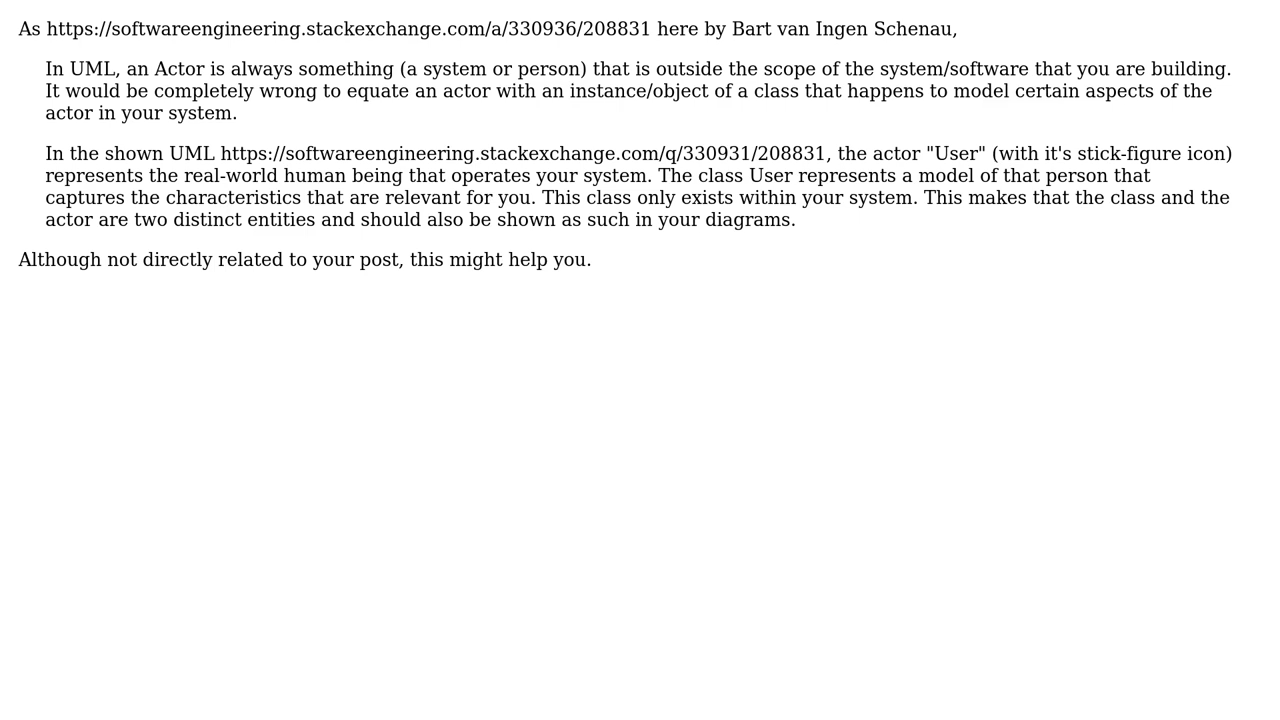 As https://softwareengineering.stackexchange.com/a/330936/208831 here by Bart van Ingen Schenau,
In UML, an Actor is always something (a system or person) that is outside the scope of the system/software that you are building.
It would be completely wrong to equate an actor with an instance/object of a class that happens to model certain aspects of the
actor in your system.
In the shown UML https://softwareengineering.stackexchange.com/q/330931/208831, the actor "User" (with it's stick-figure icon)
represents the real-world human being that operates your system. The class User represents a model of that person that
captures the characteristics that are relevant for you. This class only exists within your system. This makes that the class and the
actor are two distinct entities and should also be shown as such in your diagrams.
Although not directly related to your post, this might help you.